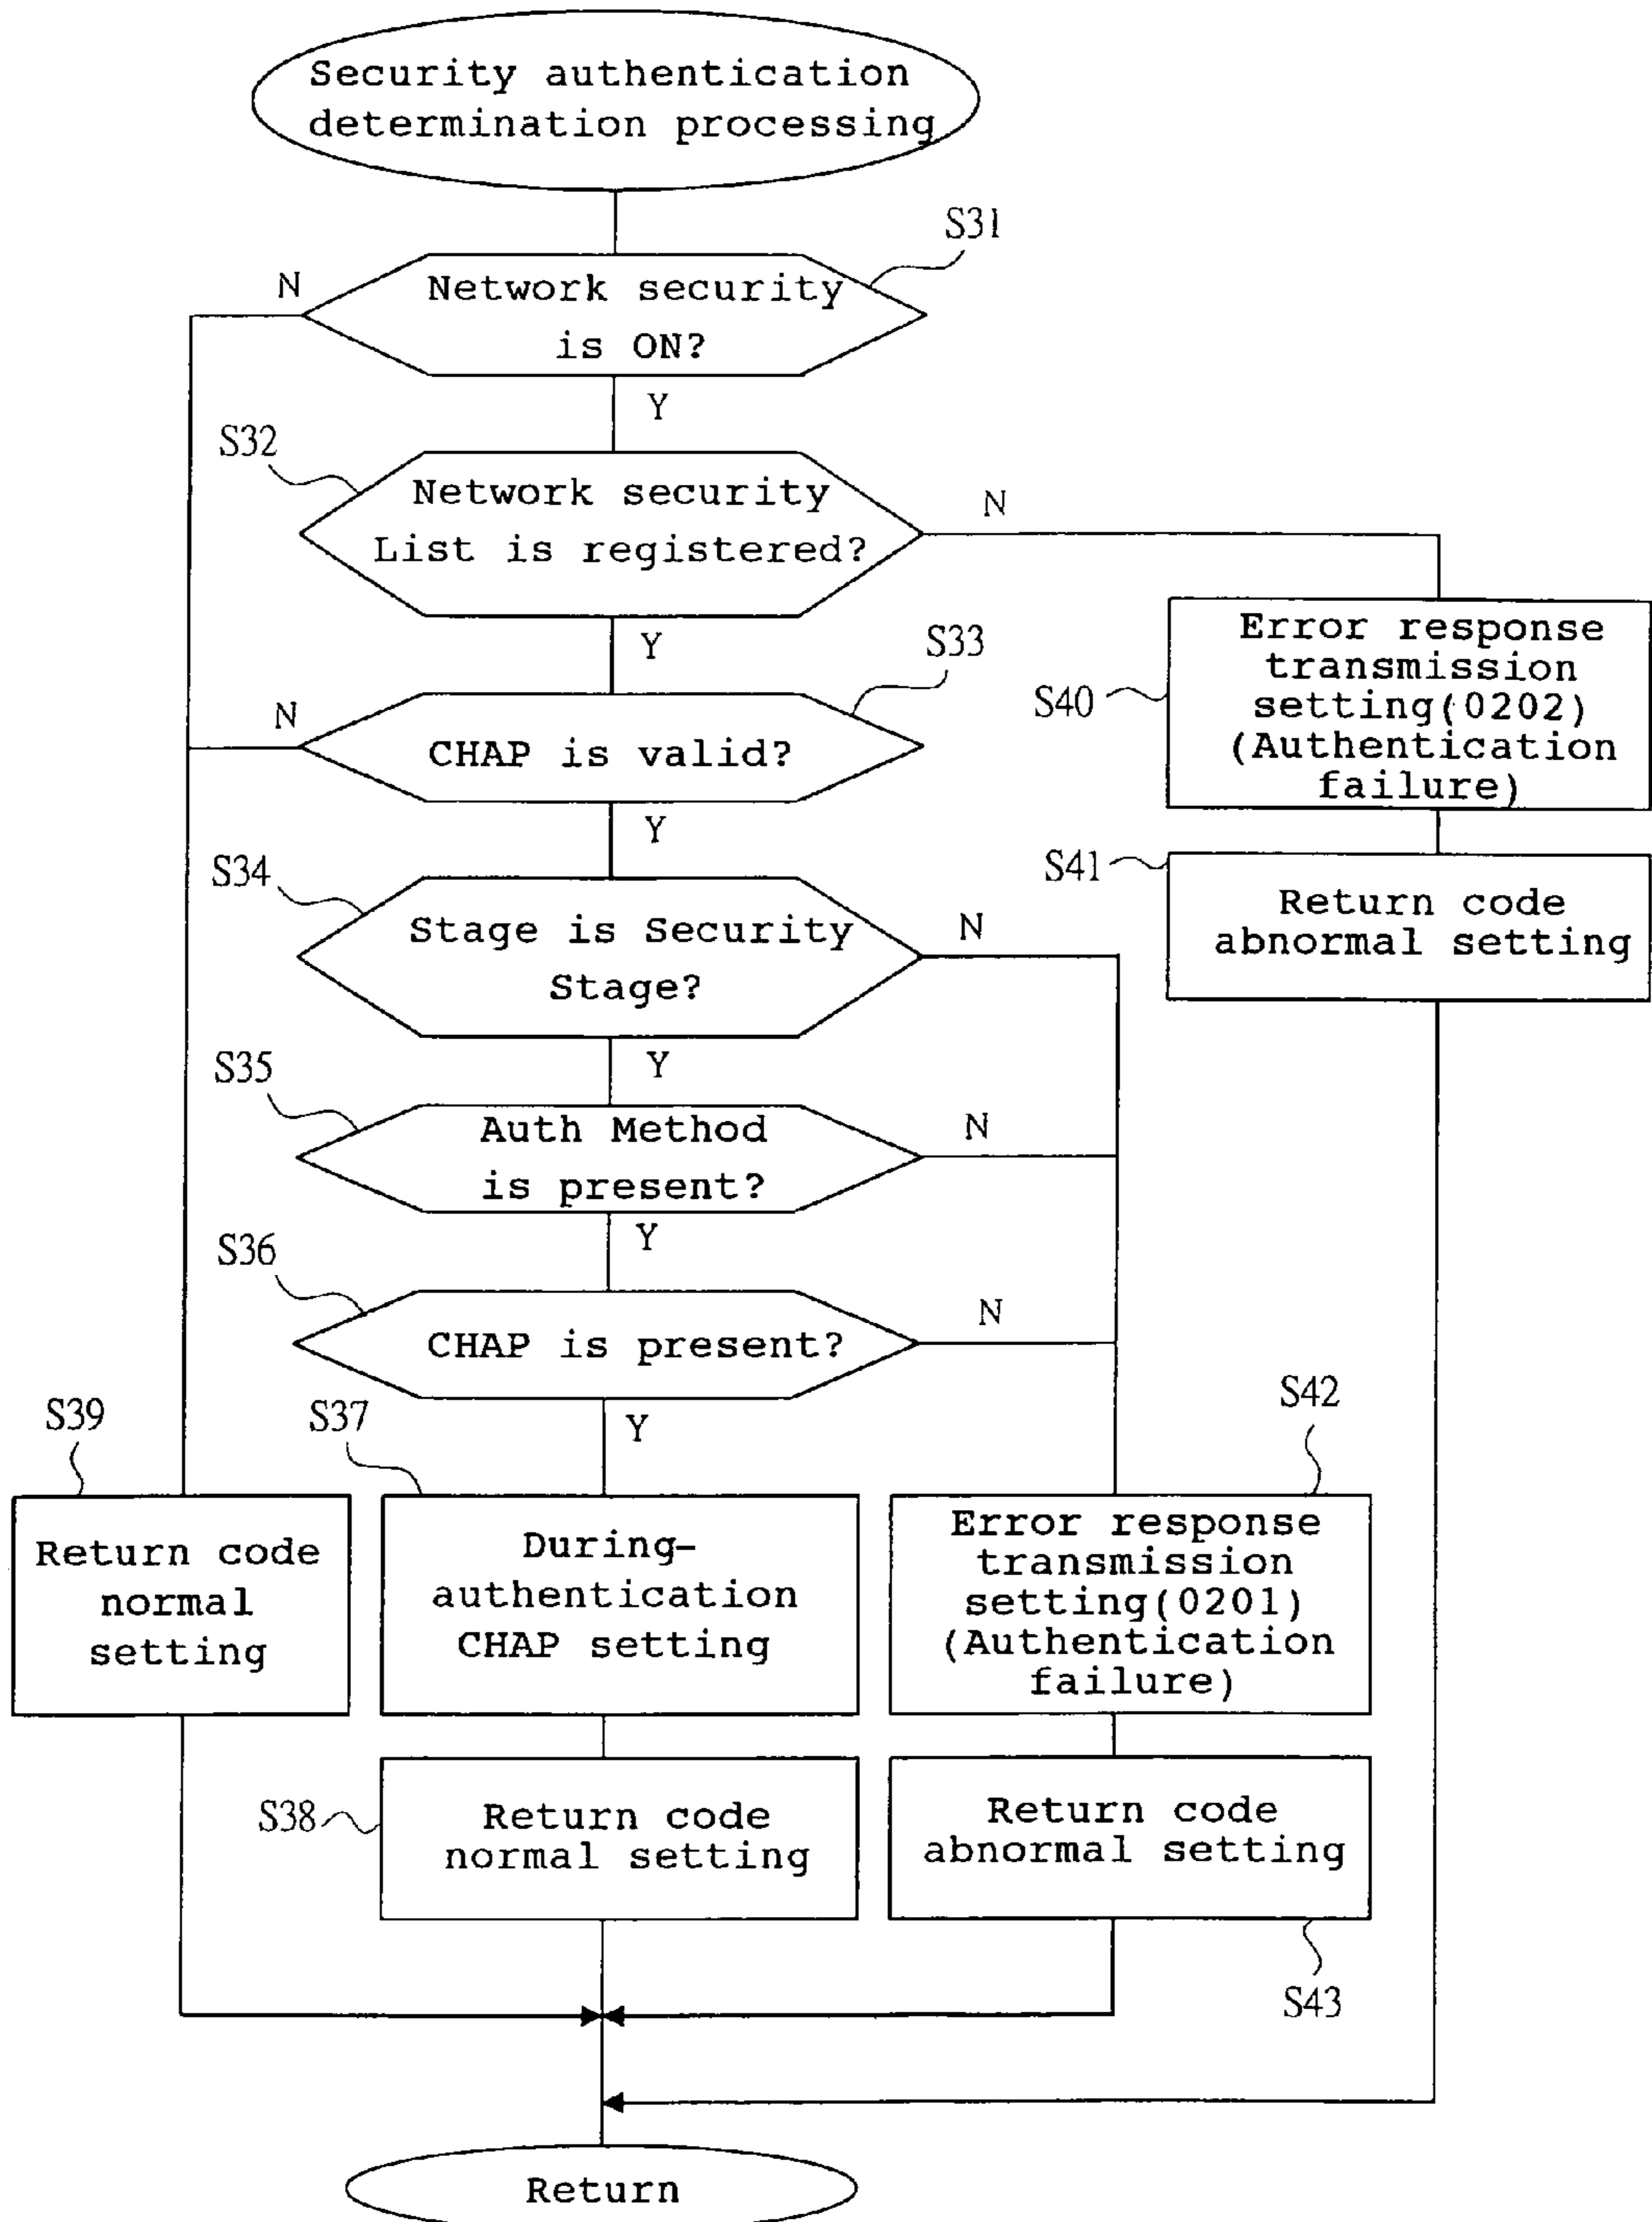 Security authentication
determination processing
S31
N
Network security
is ON?
Y
S32
Network security
List is registered?
N
Y
S33
N
CHAP is valid?
Y
S40
Error response
transmission
setting(0202)
(Authentication
failure)
S41
Return code
abnormal setting
S34
Stage is Security
Stage?
N
Y
S35
Auth Method
is present?
N
Y
S36
CHAP is present?
N
Y
S39
Return code
normal
setting
S37
During-
authentication
CHAP setting
S42
Error response
transmission
setting(0201)
(Authentication
failure)
S38
Return code
normal setting
Return code
abnormal setting
S43
Return